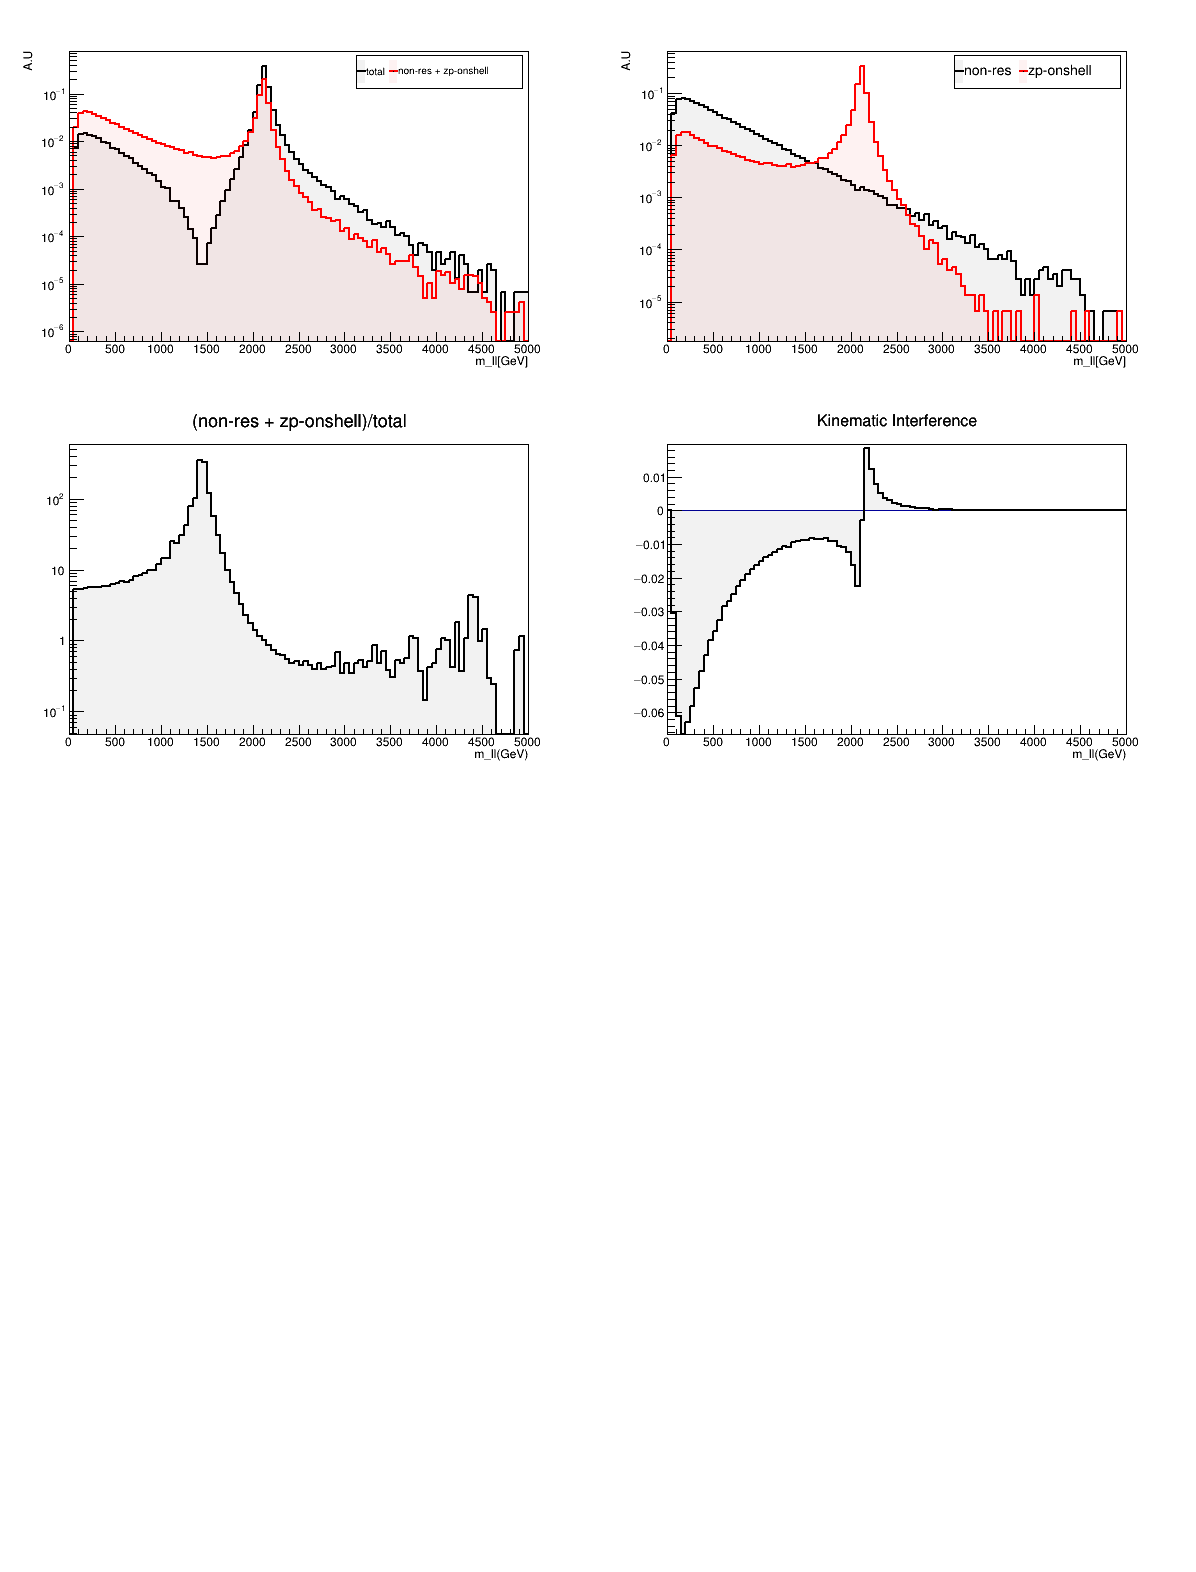 A.U
total non-res + zp-onshell
10⁻¹
10⁻²
10⁻³
10⁻⁴
10⁻⁵
10⁻⁶
0 500 1000 1500 2000 2500 3000 3500 4000 4500 5000
m_ll[GeV]
A.U
non-res zp-onshell
10⁻¹
10⁻²
10⁻³
10⁻⁴
10⁻⁵
0 500 1000 1500 2000 2500 3000 3500 4000 4500 5000
m_ll[GeV]
(non-res + zp-onshell)/total
10²
10
1
10⁻¹
0 500 1000 1500 2000 2500 3000 3500 4000 4500 5000
m_ll(GeV)
Kinematic Interference
0.01
0
−0.01
−0.02
−0.03
−0.04
−0.05
−0.06
0 500 1000 1500 2000 2500 3000 3500 4000 4500 5000
m_ll(GeV)